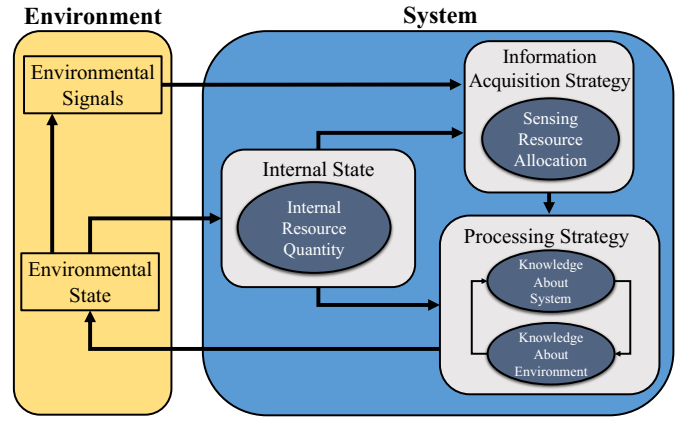 Environment
System
Environmental
Signals
Information
Acquisition Strategy
Sensing
Resource
Allocation
Internal State
Internal
Resource
Quantity
Environmental
State
Processing Strategy
Knowledge
About
System
Knowledge
About
Environment